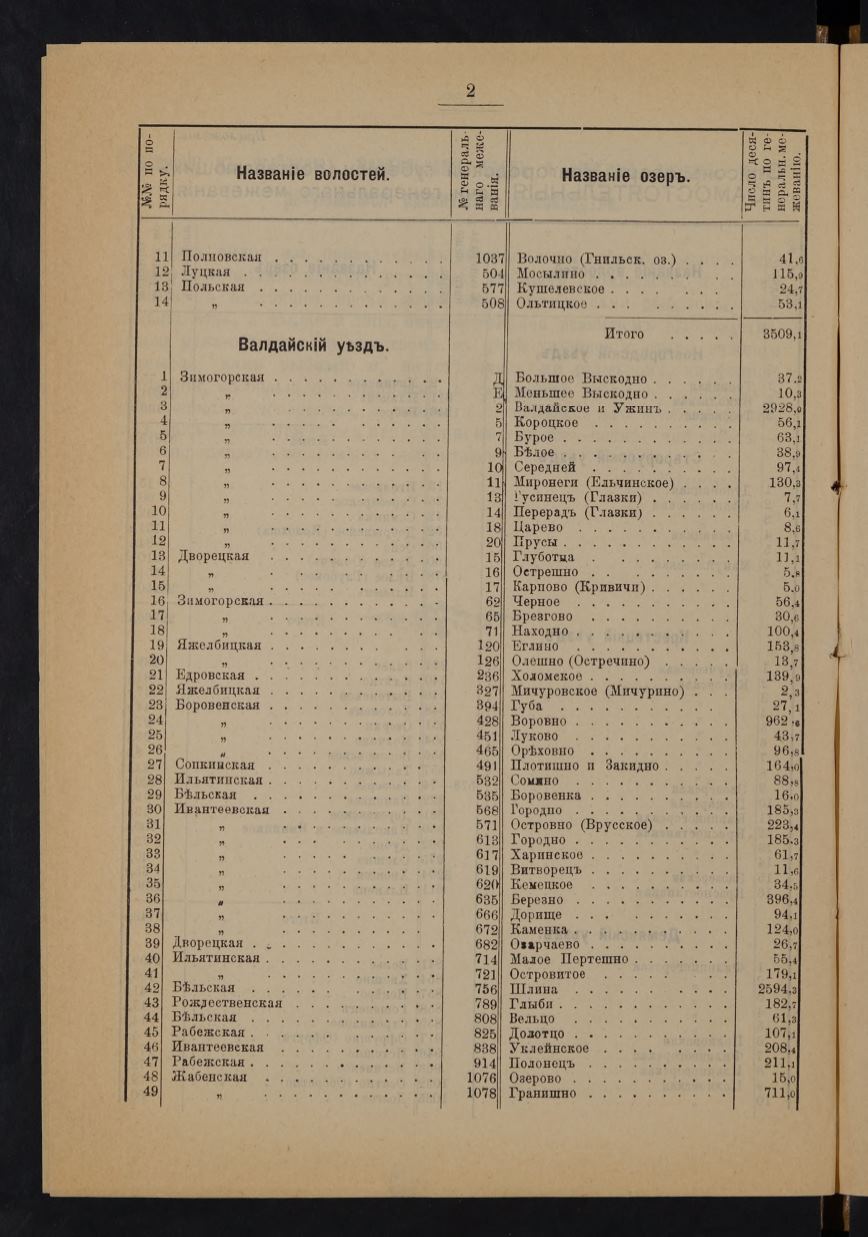 2
№№ по по-
рядку.
Названіе волостей.
№ генераль-
наго меже-
ванія.
Названіе озеръ.
Число деся-
тинъ по ге-
неральн. ме-
жеванію.
11 Полновская . . . 1037 Волочно (Гнильск. оз.) . . . 41,6
12 Луцкая . . . 504 Мосылино . . . 115,9
13 Польская . . . 577 Кушелевское . . . 24,7
14 „ . . . 508 Ольтицкое . . . 53,1
Итого . . . 3509,1
Валдайскій уѣздъ.
1 Зимогорская . . . Д Большое Выскодно . . . 37,2
2 „ . . . Е Меньшее Выскодно . . . 10,3
3 „ . . . 2 Валдайское и Ужинъ . . . 2928,0
4 „ . . . 5 Короцкое . . . 56,1
5 „ . . . 7 Бурое . . . 63,1
6 „ . . . 9 Бѣлое . . . 38,9
7 „ . . . 10 Середней . . . 97,4
8 „ . . . 11 Миронеги (Ельчинское) . . . 130,3
9 „ . . . 13 Гусинецъ (Глазки) . . . 7,7
10 „ . . . 14 Перерадъ (Глазки) . . . 6,1
11 „ . . . 18 Царево . . . 8,6
12 „ . . . 20 Прусы . . . 11,7
13 Дворецкая . . . 15 Глуботца . . . 11,1
14 „ . . . 16 Острешно . . . 5,8
15 „ . . . 17 Карпово (Кривичи) . . . 5,0
16 Зимогорская . . . 62 Черное . . . 56,4
17 „ . . . 65 Брезгово . . . 30,6
18 „ . . . 71 Находно . . . 100,4
19 Яжелбицкая . . . 120 Еглино . . . 153,8
20 „ . . . 126 Олешно (Остречино) . . . 13,7
21 Едровская . . . 236 Холомское . . . 139,9
22 Яжелбицкая . . . 327 Мичуровское (Мичурино) . . . 2,3
23 Боровенская . . . 394 Губа . . . 27,1
24 „ . . . 428 Воровно . . . 962,6
25 „ . . . 451 Луково . . . 43,7
26 „ . . . 465 Орѣховно . . . 96,8
27 Сопкинская . . . 491 Плотишно и Закидно . . . 164,0
28 Ильятинская . . . 532 Сомино . . . 88,8
29 Бѣльская . . . 535 Боровенка . . . 16,0
30 Ивантеевская . . . 568 Городно . . . 185,3
31 „ . . . 571 Островно (Врусское) . . . 223,4
32 „ . . . 613 Городно . . . 185,3
33 „ . . . 617 Харинское . . . 61,7
34 „ . . . 619 Витворецъ . . . 11,6
35 „ . . . 620 Кемецкое . . . 34,5
36 „ . . . 635 Березно . . . 396,4
37 „ . . . 666 Дорище . . . 94,1
38 „ . . . 672 Каменка . . . 124,0
39 Дворецкая . . . 682 Оварчаево . . . 26,7
40 Ильятинская . . . 714 Малое Пертешно . . . 55,4
41 „ . . . 721 Островитое . . . 179,1
42 Бѣльская . . . 756 Шлина . . . 2594,3
43 Рождественская . . . 789 Глыби . . . 182,7
44 Бѣльская . . . 808 Вельцо . . . 61,3
45 Рабежская . . . 825 Долотцо . . . 107,1
46 Ивантеевская . . . 838 Уклейнское . . . 208,4
47 Рабежская . . . 914 Полонецъ . . . 211,1
48 Жабенская . . . 1076 Озерово . . . 15,0
49 „ . . . 1078 Гранишно . . . 711,0